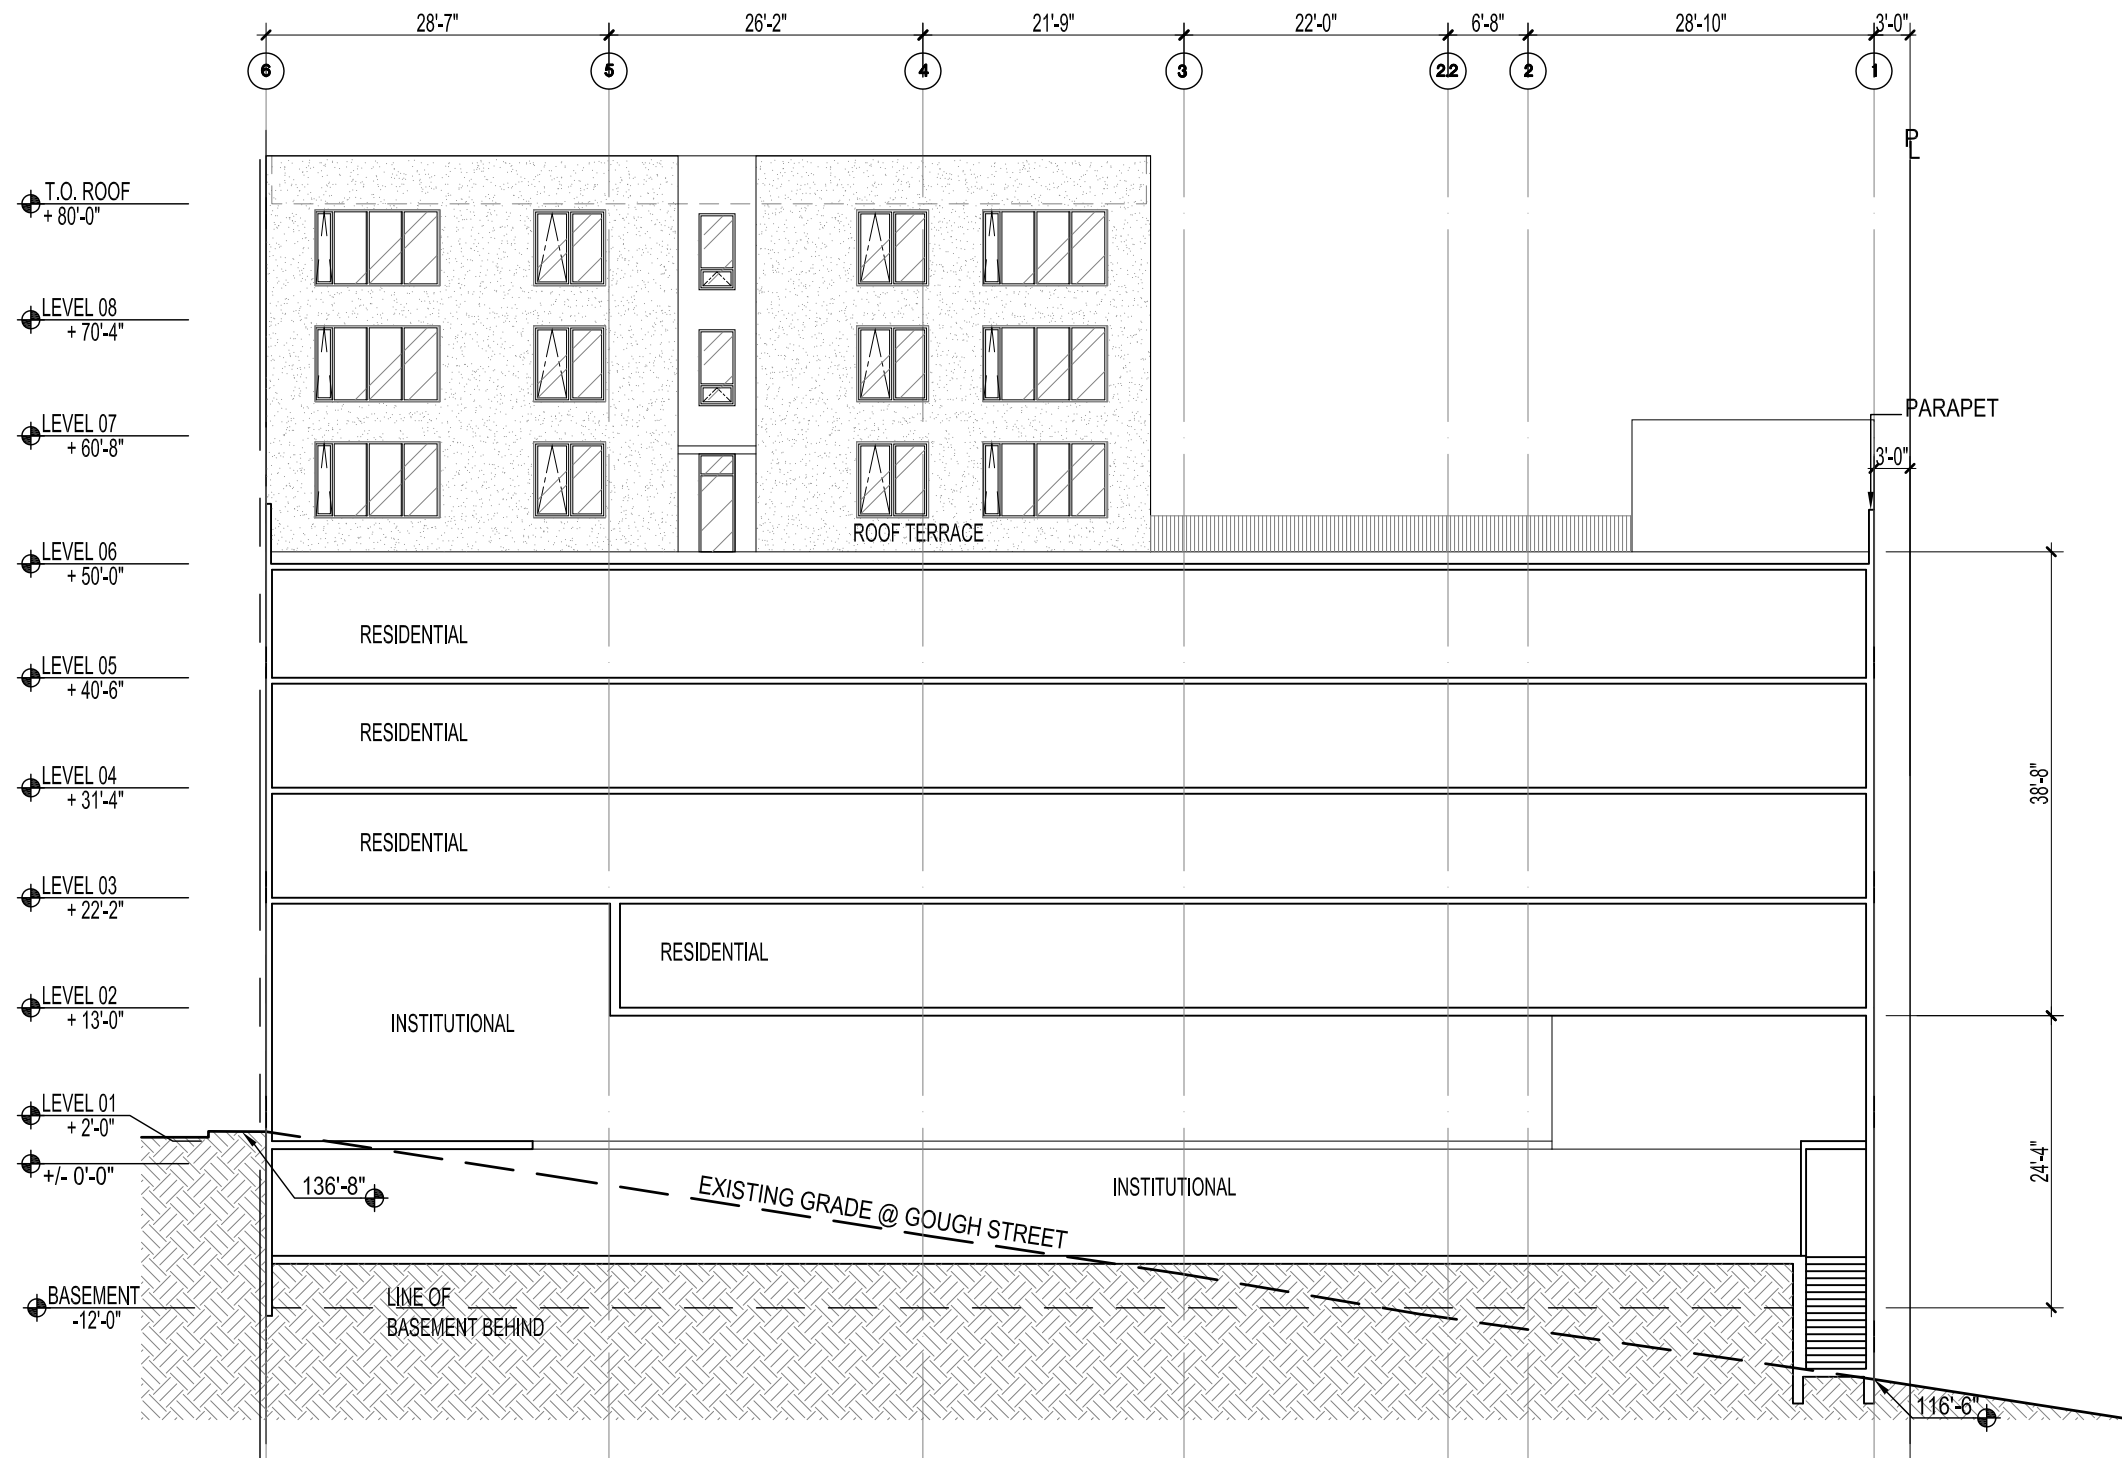 28'-7"
26'-2"
21'-9"
22'-0"
6'-8"
28'-10"
3'-0"
6
5
4
3
2.2
2
1
PL
T.O. ROOF
+ 80'-0"
LEVEL 08
+ 70'-4"
LEVEL 07
+ 60'-8"
PARAPET
3'-0"
ROOF TERRACE
LEVEL 06
+ 50'-0"
RESIDENTIAL
LEVEL 05
+ 40'-6"
RESIDENTIAL
LEVEL 04
+ 31'-4"
38'-8"
RESIDENTIAL
LEVEL 03
+ 22'-2"
RESIDENTIAL
LEVEL 02
+ 13'-0"
INSTITUTIONAL
LEVEL 01
+ 2'-0"
+/- 0'-0"
24'-4"
136'-8"
EXISTING GRADE @ GOUGH STREET
INSTITUTIONAL
BASEMENT
-12'-0"
LINE OF
BASEMENT BEHIND
116'-6"